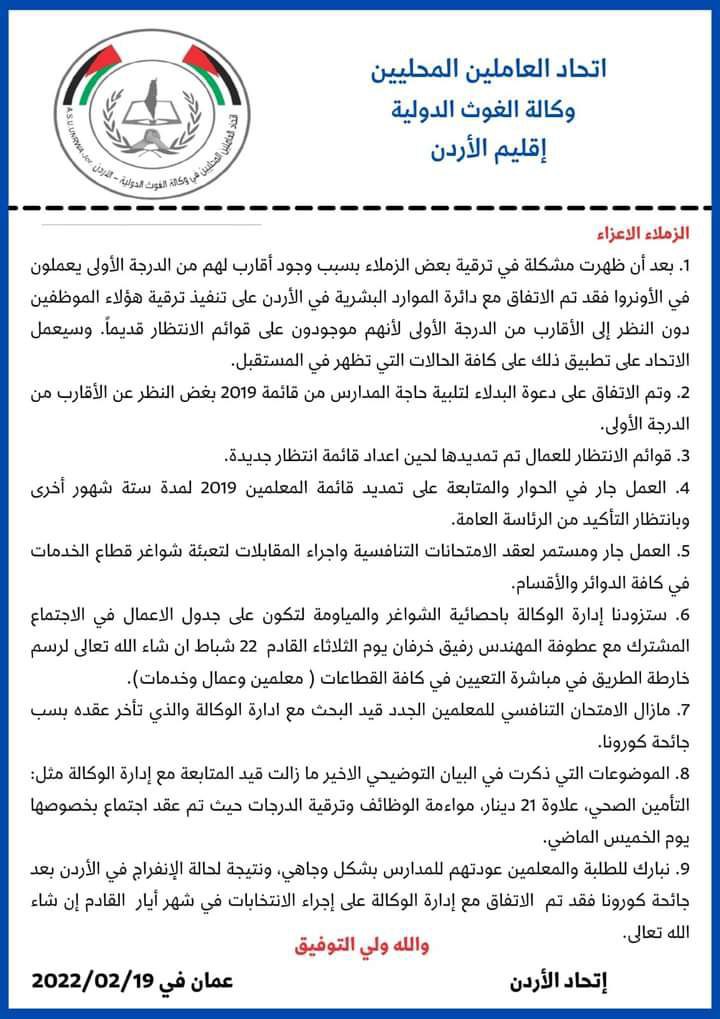 اتحاد العاملين المحليين
وكالة الغوث الدولية
إقليم الأردن
اتحاد العاملين المحليين في وكالة الغوث الدولية - الأردن
A.S.U UNRWA-Jor
الزملاء الاعزاء
1. بعد أن ظهرت مشكلة في ترقية بعض الزملاء بسبب وجود أقارب لهم من الدرجة الأولى يعملون
في الأونروا فقد تم الاتفاق مع دائرة الموارد البشرية في الأردن على تنفيذ ترقية هؤلاء الموظفين
دون النظر إلى الأقارب من الدرجة الأولى لأنهم موجودون على قوائم الانتظار قديماً. وسيعمل
الاتحاد على تطبيق ذلك على كافة الحالات التي تظهر في المستقبل.
2. وتم الاتفاق على دعوة البدلاء لتلبية حاجة المدارس من قائمة 2019 بغض النظر عن الأقارب من
الدرجة الأولى.
3. قوائم الانتظار للعمال تم تمديدها لحين اعداد قائمة انتظار جديدة.
4. العمل جار في الحوار والمتابعة على تمديد قائمة المعلمين 2019 لمدة ستة شهور أخرى
وبانتظار التأكيد من الرئاسة العامة.
5. العمل جار ومستمر لعقد الامتحانات التنافسية واجراء المقابلات لتعبئة شواغر قطاع الخدمات
في كافة الدوائر والأقسام.
6. ستزودنا إدارة الوكالة باحصائية الشواغر والمياومة لتكون على جدول الاعمال في الاجتماع
المشترك مع عطوفة المهندس رفيق خرفان يوم الثلاثاء القادم 22 شباط ان شاء الله تعالى لرسم
خارطة الطريق في مباشرة التعيين في كافة القطاعات ( معلمين وعمال وخدمات).
7. مازال الامتحان التنافسي للمعلمين الجدد قيد البحث مع ادارة الوكالة والذي تأخر عقده بسب
جائحة كورونا.
8. الموضوعات التي ذكرت في البيان التوضيحي الاخير ما زالت قيد المتابعة مع إدارة الوكالة مثل:
التأمين الصحي، علاوة 21 دينار، مواءمة الوظائف وترقية الدرجات حيث تم عقد اجتماع بخصوصها
يوم الخميس الماضي.
9. نبارك للطلبة والمعلمين عودتهم للمدارس بشكل وجاهي، ونتيجة لحالة الإنفراج في الأردن بعد
جائحة كورونا فقد تم الاتفاق مع إدارة الوكالة على إجراء الانتخابات في شهر أيار القادم إن شاء
الله تعالى.
والله ولي التوفيق
إتحاد الأردن
عمان في 2022/02/19